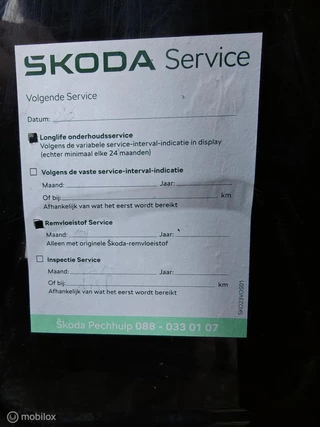 ŠKODA Service
Volgende Service
Datum:
Longlife onderhoudsservice
Volgens de variabele service-interval-indicatie in display
(echter minimaal elke 24 maanden)
Volgens de vaste service-interval-indicatie
Maand: Jaar:
Of bij: km
Afhankelijk van wat het eerst wordt bereikt
Remvloeistof Service
Maand: Jaar:
Alleen met originele Škoda-remvloeistof
Inspectie Service
Maand: Jaar:
Of bij: km
Afhankelijk van wat het eerst wordt bereikt
Škoda Pechhulp 088 - 033 01 07
© mobilox